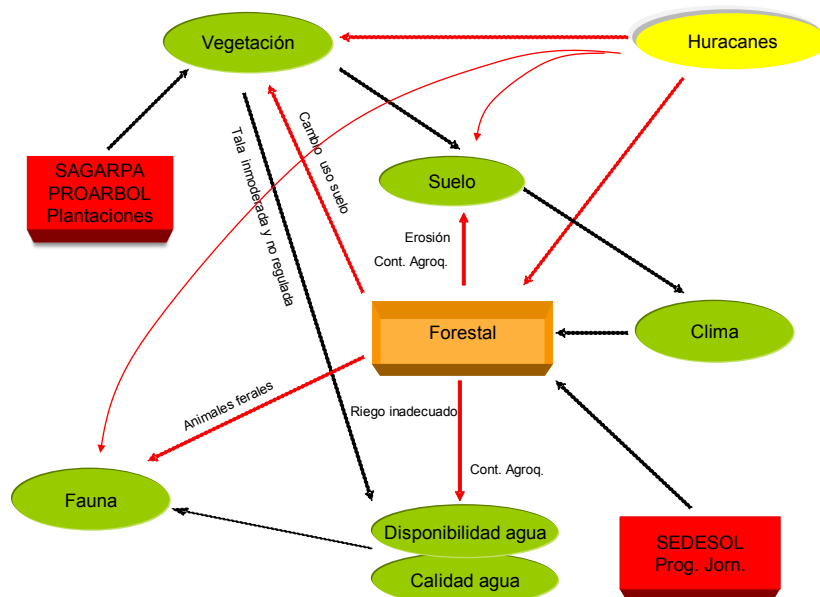 Vegetación
Huracanes
SAGARPA
PROARBOL
Plantaciones
Tala inmoderada y no regulada
Cambio uso suelo
Suelo
Erosión
Cont. Agroq.
Forestal
Clima
Animales ferales
Riego inadecuado
Cont. Agroq.
Fauna
Disponibilidad agua
Calidad agua
SEDESOL
Prog. Jorn.